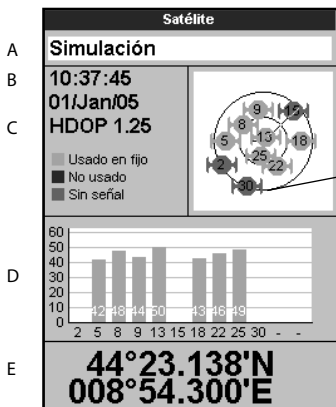 Satélite
A
Simulación
B
10:37:45
01/Jan/05
C
HDOP 1.25
Usado en fijo
No usado
Sin señal
9
15
8
5
13
18
25
2
22
30
D
60
50
40
30
20
10
0
42 48 44 50 43 46 49
2 5 8 9 13 15 18 22 25 30 - -
E
44°23.138'N
008°54.300'E